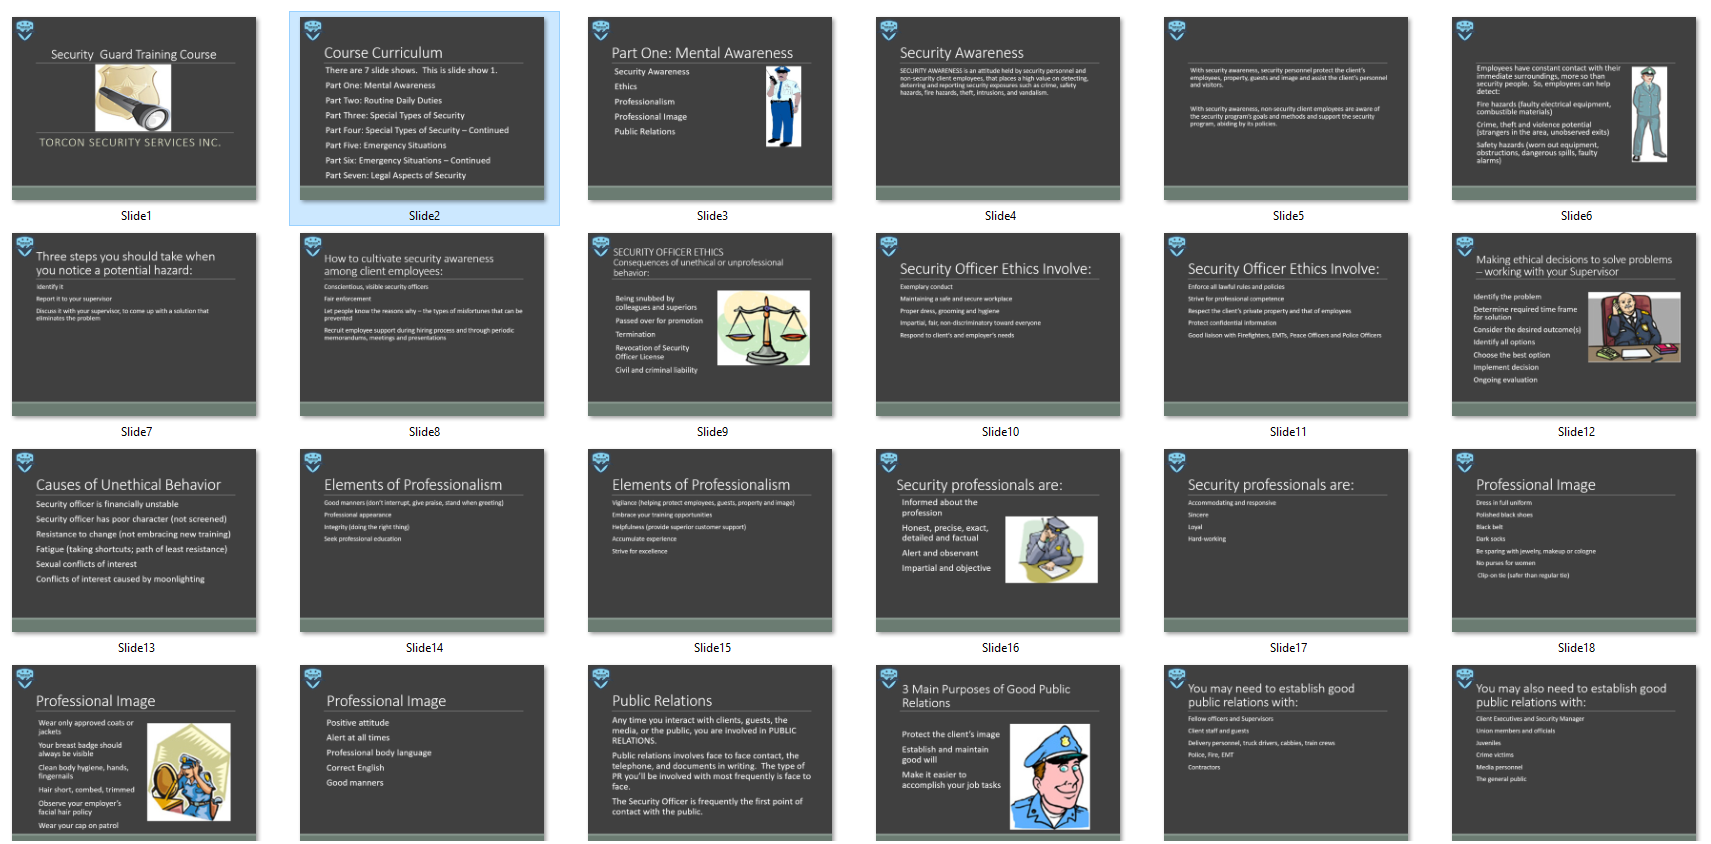 Security  Guard Training Course
TORCON SECURITY SERVICES INC.
Slide1
Course Curriculum
There are 7 slide shows.  This is slide show 1.
Part One: Mental Awareness
Part Two: Routine Daily Duties
Part Three: Special Types of Security
Part Four: Special Types of Security – Continued
Part Five: Emergency Situations
Part Six: Emergency Situations – Continued
Part Seven: Legal Aspects of Security
Slide2
Part One: Mental Awareness
Security Awareness
Ethics
Professionalism
Professional Image
Public Relations
Slide3
Security Awareness
SECURITY AWARENESS is an attitude held by security personnel and
non-security client employees, that places a high value on detecting,
deterring and reporting security exposures such as crime, safety
hazards, fire hazards, theft, intrusions, and vandalism.
Slide4
With security awareness, security personnel protect the client's
employees, property, guests and image and assist the client's personnel
and visitors.
With security awareness, non-security client employees are aware of
the security program's goals and methods and support the security
program, abiding by its policies.
Slide5
Employees have constant contact with their
immediate surroundings, more so than
security people.  So, employees can help
detect:
Fire hazards (faulty electrical equipment,
combustible materials)
Crime, theft and violence potential
(strangers in the area, unobserved exits)
Safety hazards (worn out equipment,
obstructions, dangerous spills, faulty
alarms)
Slide6
Three steps you should take when
you notice a potential hazard:
Identify it
Report it to your supervisor
Discuss it with your supervisor, to come up with a solution that
eliminates the problem
Slide7
How to cultivate security awareness
among client employees:
Conscientious, visible security officers
Fair enforcement
Let people know the reasons why – the types of misfortunes that can be
prevented
Recruit employee support during hiring process and through periodic
memorandums, meetings and presentations
Slide8
SECURITY OFFICER ETHICS
Consequences of unethical or unprofessional
behavior:
Being snubbed by
colleagues and superiors
Passed over for promotion
Termination
Revocation of Security
Officer License
Civil and criminal liability
Slide9
Security Officer Ethics Involve:
Exemplary conduct
Maintaining a safe and secure workplace
Proper dress, grooming and hygiene
Impartial, fair, non-discriminatory toward everyone
Respond to client's and employer's needs
Slide10
Security Officer Ethics Involve:
Enforce all lawful rules and policies
Strive for professional competence
Respect the client's private property and that of employees
Protect confidential information
Good liaison with Firefighters, EMTs, Peace Officers and Police Officers
Slide11
Making ethical decisions to solve problems
– working with your Supervisor
Identify the problem
Determine required time frame
for solution
Consider the desired outcome(s)
Identify all options
Choose the best option
Implement decision
Ongoing evaluation
Slide12
Causes of Unethical Behavior
Security officer is financially unstable
Security officer has poor character (not screened)
Resistance to change (not embracing new training)
Fatigue (taking shortcuts; path of least resistance)
Sexual conflicts of interest
Conflicts of interest caused by moonlighting
Slide13
Elements of Professionalism
Good manners (don't interrupt, give praise, stand when greeting)
Professional appearance
Integrity (doing the right thing)
Seek professional education
Slide14
Elements of Professionalism
Vigilance (helping protect employees, guests, property and image)
Embrace your training opportunities
Helpfulness (provide superior customer support)
Accumulate experience
Strive for excellence
Slide15
Security professionals are:
Informed about the
profession
Honest, precise, exact,
detailed and factual
Alert and observant
Impartial and objective
Slide16
Security professionals are:
Accommodating and responsive
Sincere
Loyal
Hard-working
Slide17
Professional Image
Dress in full uniform
Polished black shoes
Black belt
Dark socks
Be sparing with jewelry, makeup or cologne
No purses for women
Clip-on tie (safer than regular tie)
Slide18
Professional Image
Wear only approved coats or
jackets
Your breast badge should
always be visible
Clean body hygiene, hands,
fingernails
Hair short, combed, trimmed
Observe your employer's
facial hair policy
Wear your cap on patrol
Professional Image
Positive attitude
Alert at all times
Professional body language
Correct English
Good manners
Public Relations
Any time you interact with clients, guests, the
media, or the public, you are involved in PUBLIC
RELATIONS.
Public relations involves face to face contact, the
telephone, and documents in writing.  The type of
PR you'll be involved with most frequently is face to
face.
The Security Officer is frequently the first point of
contact with the public.
3 Main Purposes of Good Public
Relations
Protect the client's image
Establish and maintain
good will
Make it easier to
accomplish your job tasks
You may need to establish good
public relations with:
Fellow officers and Supervisors
Client staff and guests
Delivery personnel, truck drivers, cabbies, train crews
Police, Fire, EMT
Contractors
You may also need to establish good
public relations with:
Client Executives and Security Manager
Union members and officials
Juveniles
Crime victims
Media personnel
The general public